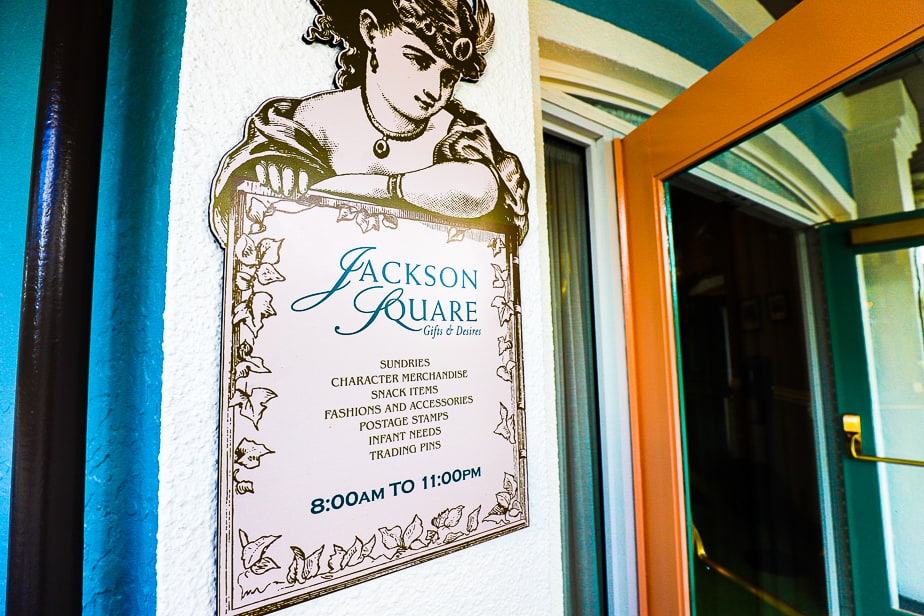 JACKSON
SQUARE
Gifts & Desires
SUNDRIES
CHARACTER MERCHANDISE
SNACK ITEMS
FASHIONS AND ACCESSORIES
POSTAGE STAMPS
INFANT NEEDS
TRADING PINS
8:00AM TO 11:00PM